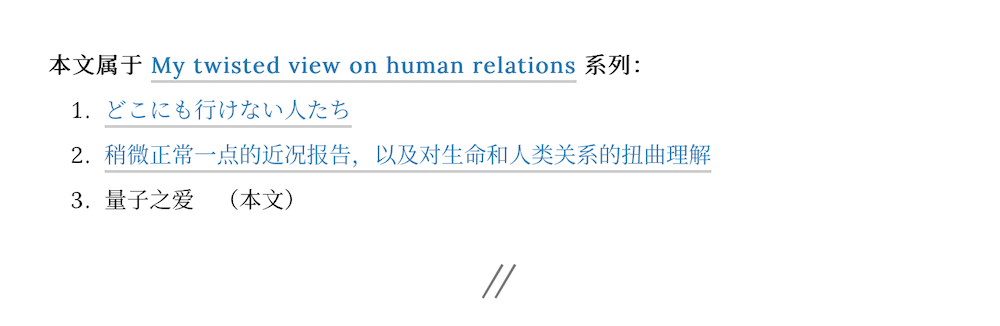 本文属于 My twisted view on human relations 系列：
1. どこにも行けない人たち
2. 稍微正常一点的近况报告，以及对生命和人类关系的扭曲理解
3. 量子之爱　（本文）
//